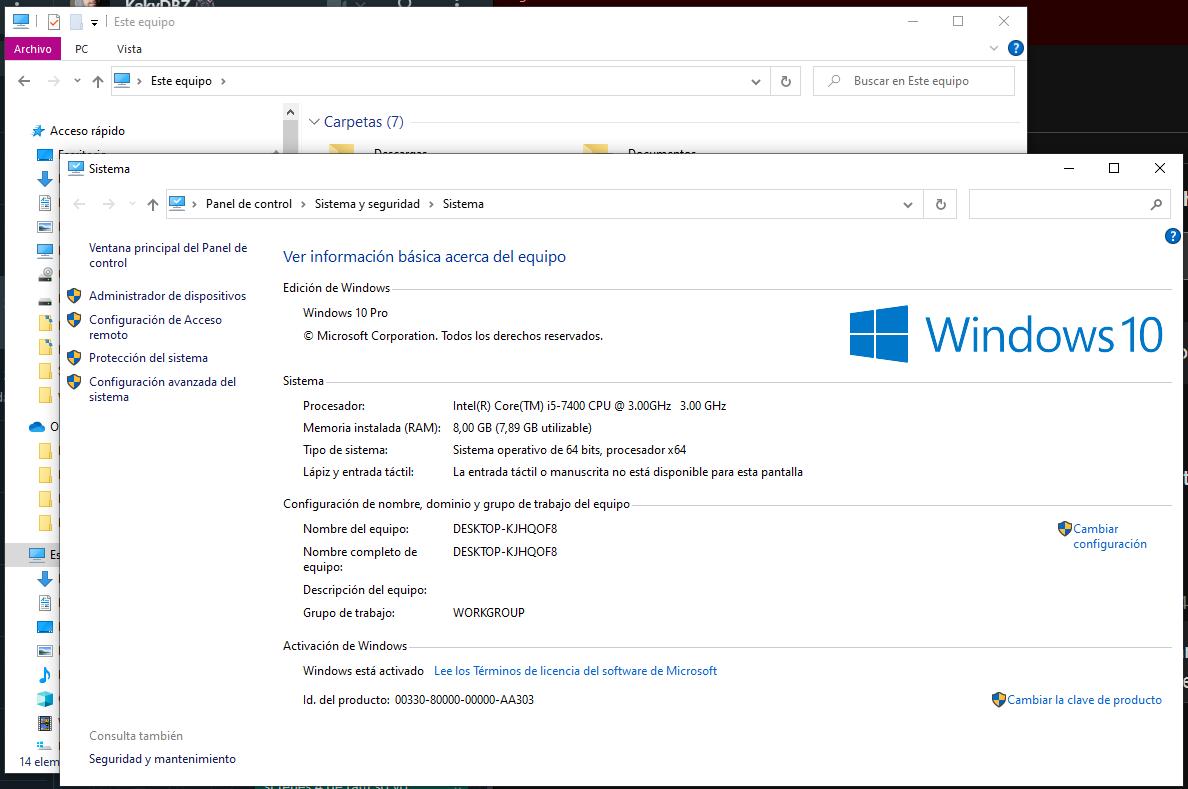 KekyDBZ
Este equipo
Archivo
PC
Vista
Este equipo
Buscar en Este equipo
Acceso rápido
Carpetas (7)
Escritorio
Descargas
Documentos
Sistema
Panel de control
Sistema y seguridad
Sistema
Ventana principal del Panel de
control
Administrador de dispositivos
Configuración de Acceso
remoto
Protección del sistema
Configuración avanzada del
sistema
Ver información básica acerca del equipo
Edición de Windows
Windows 10 Pro
© Microsoft Corporation. Todos los derechos reservados.
Windows 10
Sistema
Procesador: Intel(R) Core(TM) i5-7400 CPU @ 3.00GHz 3.00 GHz
Memoria instalada (RAM): 8,00 GB (7,89 GB utilizable)
Tipo de sistema: Sistema operativo de 64 bits, procesador x64
Lápiz y entrada táctil: La entrada táctil o manuscrita no está disponible para esta pantalla
Configuración de nombre, dominio y grupo de trabajo del equipo
Nombre del equipo: DESKTOP-KJHQOF8
Cambiar
configuración
Nombre completo de
equipo: DESKTOP-KJHQOF8
Descripción del equipo:
Grupo de trabajo: WORKGROUP
Activación de Windows
Windows está activado Lee los Términos de licencia del software de Microsoft
Id. del producto: 00330-80000-00000-AA303
Cambiar la clave de producto
Consulta también
Seguridad y mantenimiento
14 elem